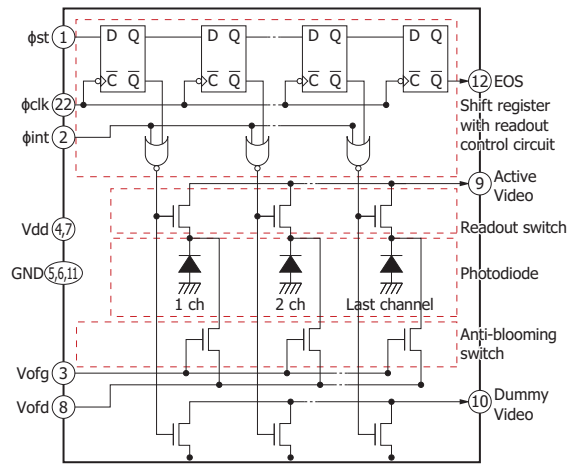 ϕst 1
D Q D Q D Q D Q
C Q C Q C Q C Q
12 EOS
ϕclk 22
Shift register
with readout
control circuit
ϕint 2
9 Active
Video
Readout switch
Vdd 4,7
GND 5,6,11
Photodiode
1 ch 2 ch Last channel
Anti-blooming
switch
Vofg 3
Vofd 8
10 Dummy
Video